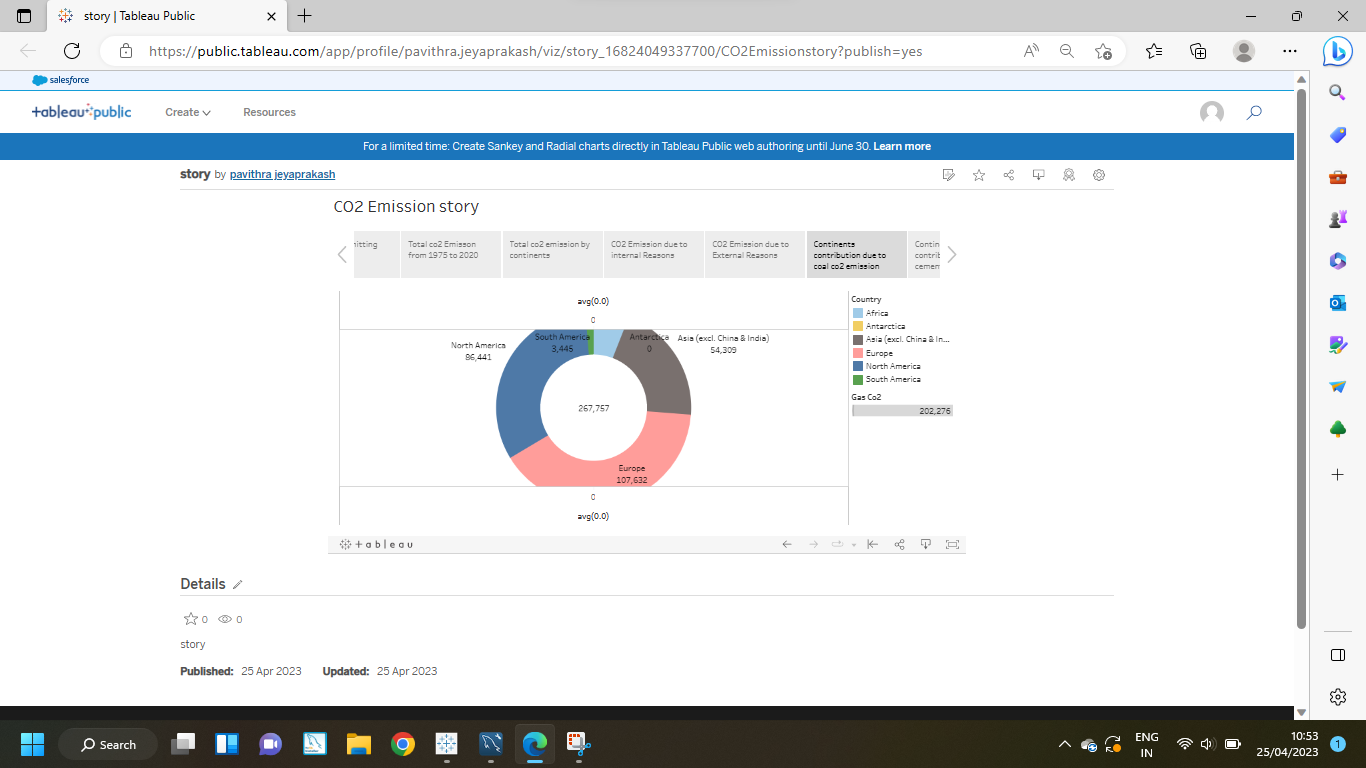 story | Tableau Public
https://public.tableau.com/app/profile/pavithra.jeyaprakash/viz/story_16824049337700/CO2Emissionstory?publish=yes
salesforce
+ableau public
Create
Resources
For a limited time: Create Sankey and Radial charts directly in Tableau Public web authoring until June 30. Learn more
story by pavithra jeyaprakash
CO2 Emission story
itting
Total co2 Emisson
from 1975 to 2020
Total co2 emission by
continents
CO2 Emission due to
internal Reasons
CO2 Emission due to
External Reasons
Continents
contribution due to
coal co2 emission
Contin
contrib
cemen
avg(0.0)
0
North America
86,441
South America
3,445
Antarctica
0
Asia (excl. China & India)
54,309
267,757
Europe
107,632
0
avg(0.0)
Country
Africa
Antarctica
Asia (excl. China & In...
Europe
North America
South America
Gas Co2
202,276
+ableau
Details
0 0
story
Published: 25 Apr 2023 Updated: 25 Apr 2023
Search
ENG
IN
10:53
25/04/2023
1